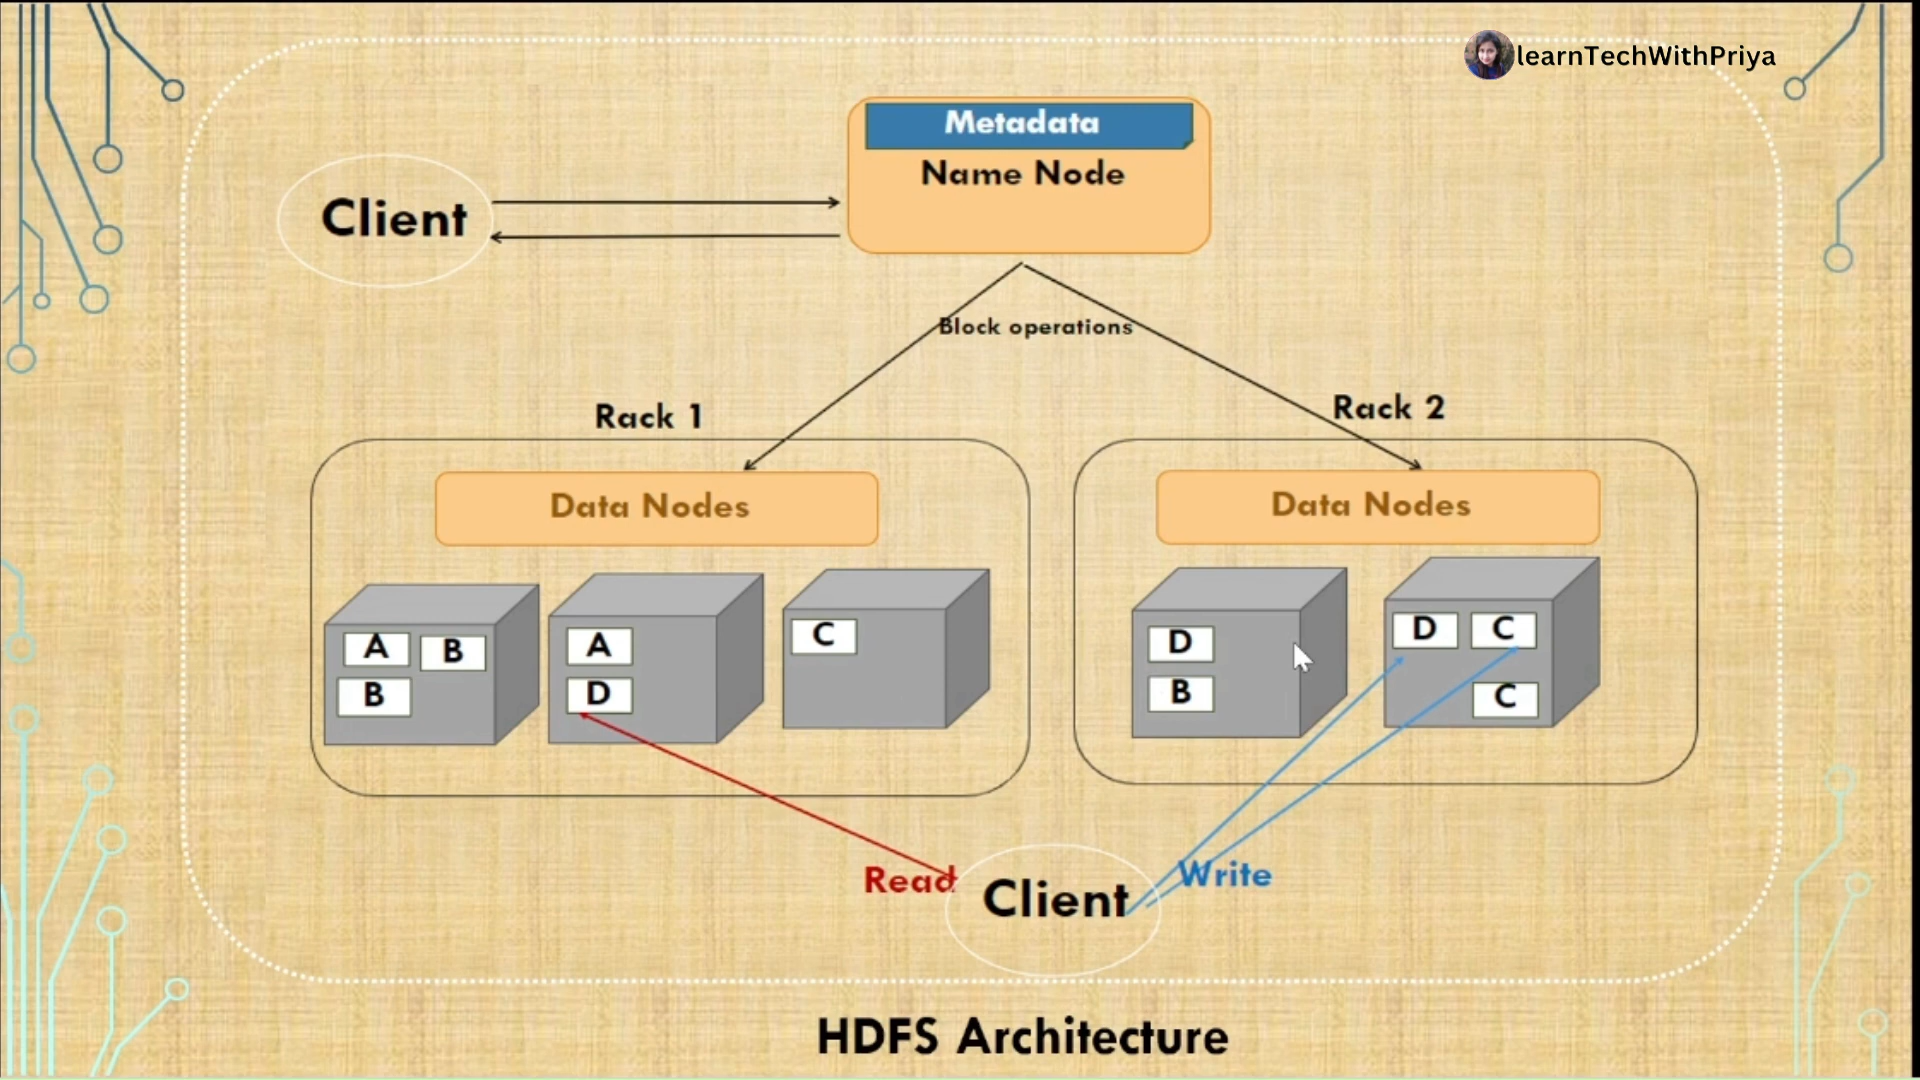 learnTechWithPriya
Metadata
Name Node
Client
Block operations
Rack 1
Rack 2
Data Nodes
Data Nodes
A B
B
A
D
C
D
B
D C
C
Read
Client
Write
HDFS Architecture